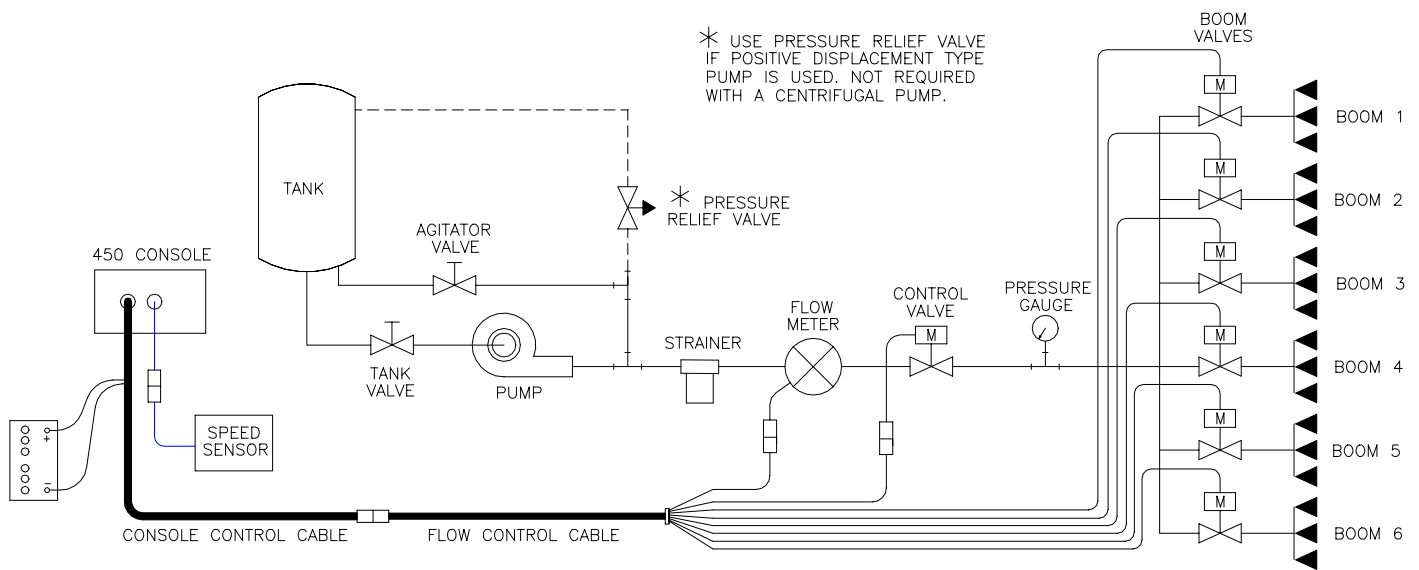 BOOM
VALVES
* USE PRESSURE RELIEF VALVE
IF POSITIVE DISPLACEMENT TYPE
PUMP IS USED. NOT REQUIRED
WITH A CENTRIFUGAL PUMP.
M
BOOM 1
TANK
* PRESSURE
RELIEF VALVE
M
BOOM 2
AGITATOR
VALVE
450 CONSOLE
M
BOOM 3
FLOW
METER
CONTROL
VALVE
PRESSURE
GAUGE
M
STRAINER
M
BOOM 4
TANK
VALVE
PUMP
SPEED
SENSOR
+
-
M
BOOM 5
M
BOOM 6
CONSOLE CONTROL CABLE
FLOW CONTROL CABLE